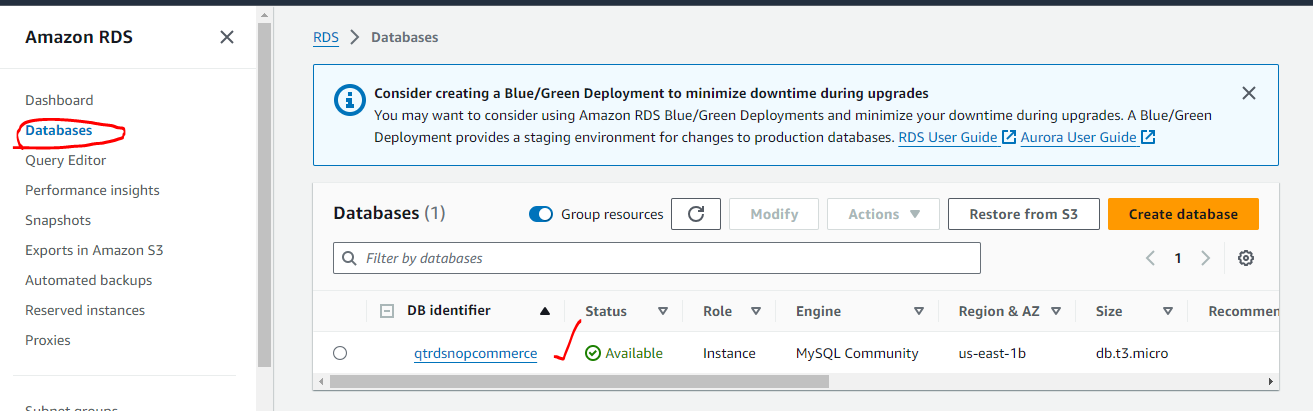 Amazon RDS
Dashboard
Databases
Query Editor
Performance insights
Snapshots
Exports in Amazon S3
Automated backups
Reserved instances
Proxies
Subnet groups
RDS > Databases
Consider creating a Blue/Green Deployment to minimize downtime during upgrades
You may want to consider using Amazon RDS Blue/Green Deployments and minimize your downtime during upgrades. A Blue/Green
Deployment provides a staging environment for changes to production databases. RDS User Guide Aurora User Guide
Databases (1) Group resources Modify Actions Restore from S3 Create database
Filter by databases 1
DB identifier Status Role Engine Region & AZ Size Recommen
qtrdsnopcommerce Available Instance MySQL Community us-east-1b db.t3.micro